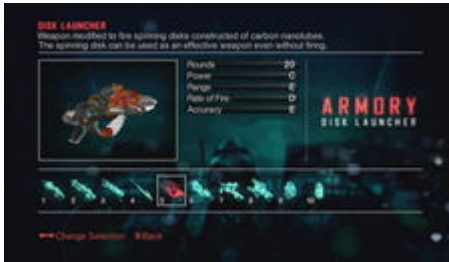 DISK LAUNCHER
Weapon modified to fire spinning disks constructed of carbon nanotubes.
The spinning disk can be used as an effective weapon even without firing.
Rounds 20
Power C
Range E
Rate of Fire D
Accuracy E
ARMORY
DISK LAUNCHER
1 2 3 4 5 6 7 8 9 10
Change Selection Back